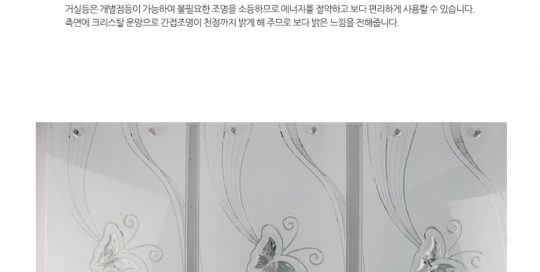 거실등은 개별점등이 가능하여 불필요한 조명을 소등하므로 에너지를 절약하고 보다 편리하게 사용할 수 있습니다.
측면에 크리스탈 문양으로 간접조명이 천정까지 밝게 해 주므로 보다 밝은 느낌을 전해줍니다.